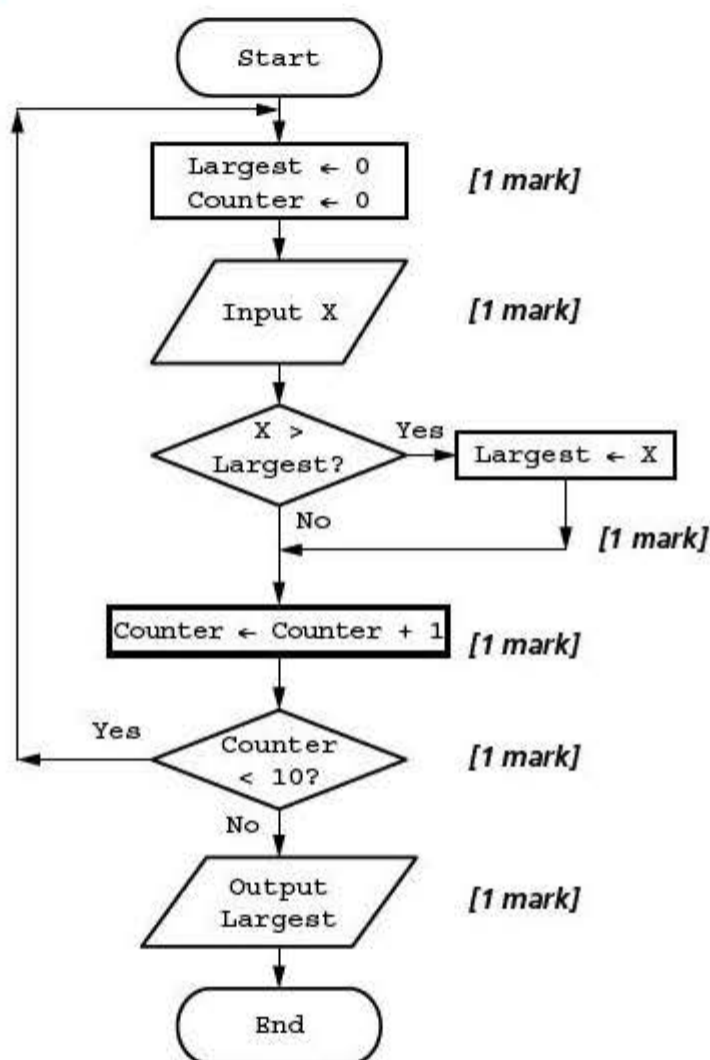 Start
Largest ← 0
Counter ← 0
[1 mark]
Input X
[1 mark]
X >
Largest?
Yes
Largest ← X
No
[1 mark]
Counter ← Counter + 1
[1 mark]
Yes
Counter
< 10?
[1 mark]
No
Output
Largest
[1 mark]
End